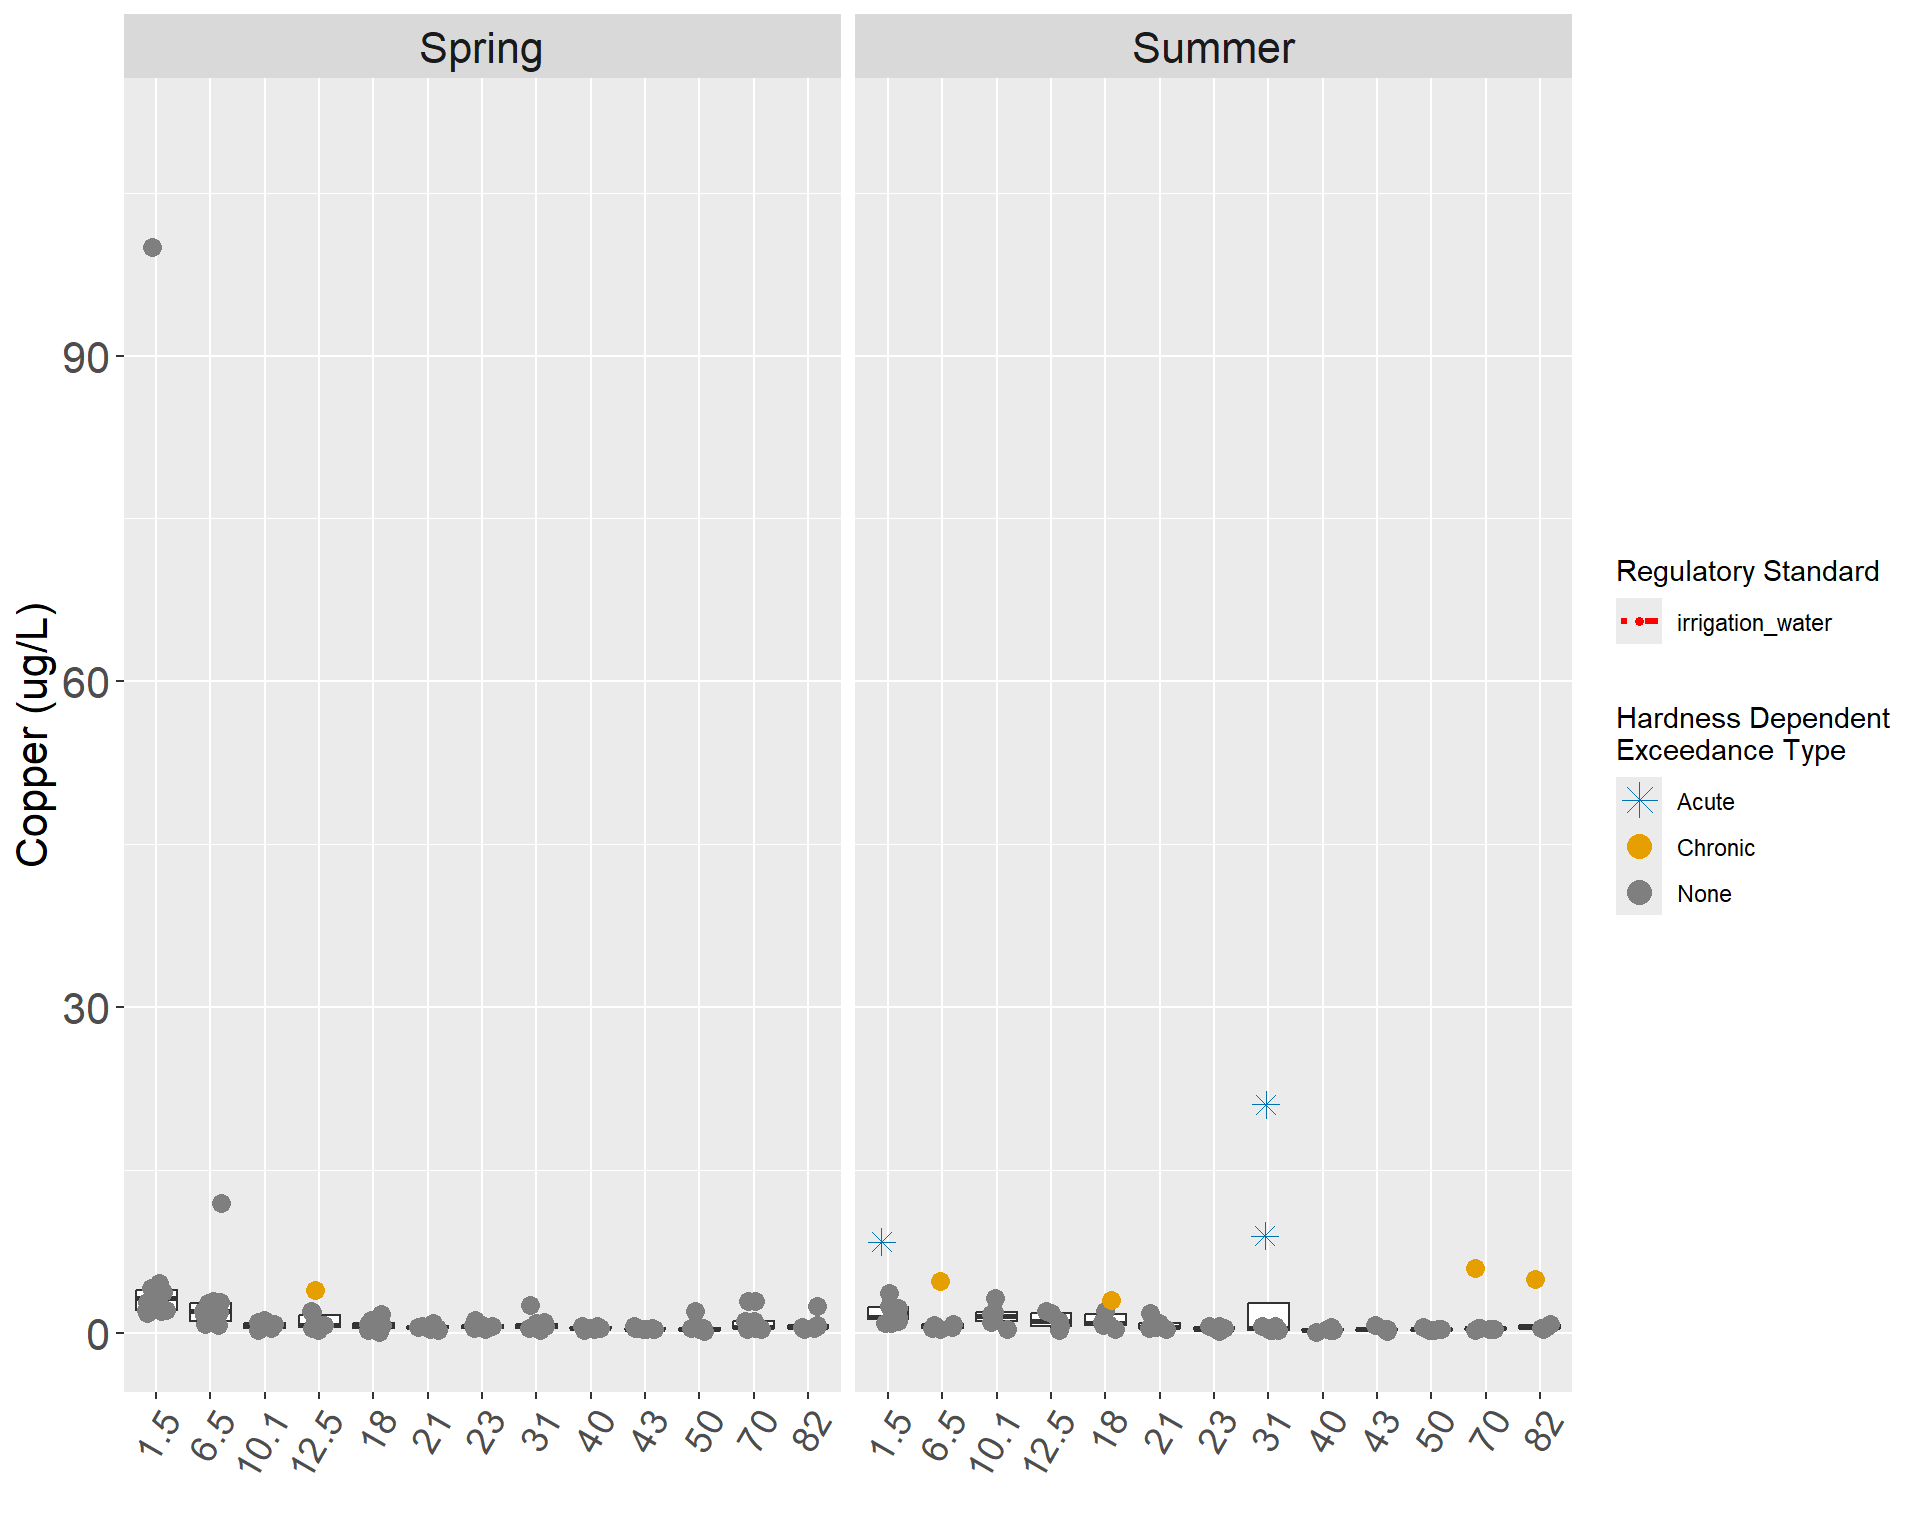 Spring
Summer
Copper (ug/L)
90
60
30
0
1.5 6.5 10.1 12.5 18 21 23 31 40 43 50 70 82
1.5 6.5 10.1 12.5 18 21 23 31 40 43 50 70 82
Regulatory Standard
irrigation_water
Hardness Dependent
Exceedance Type
Acute
Chronic
None